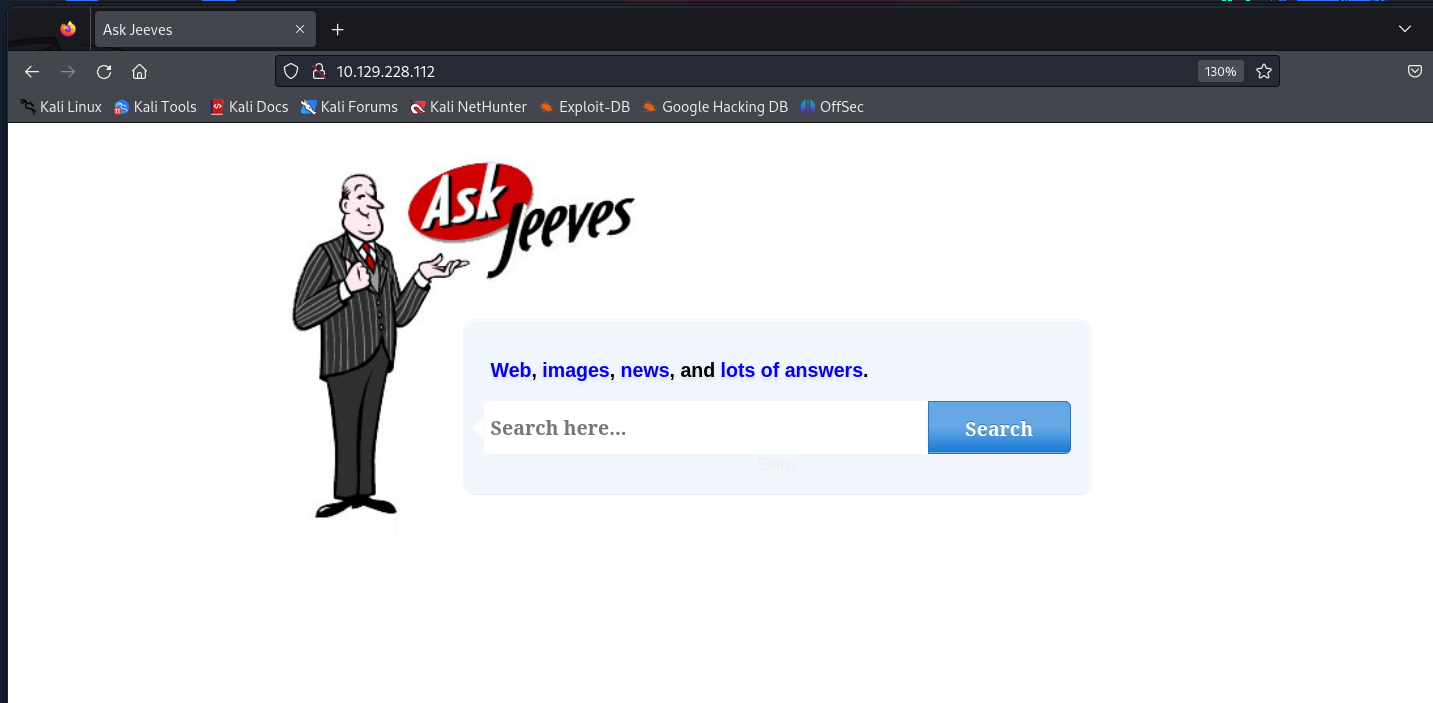 Ask Jeeves
10.129.228.112
130%
Kali Linux Kali Tools Kali Docs Kali Forums Kali NetHunter Exploit-DB Google Hacking DB OffSec
Ask
Jeeves
Web, images, news, and lots of answers.
Search here... Search
Skins